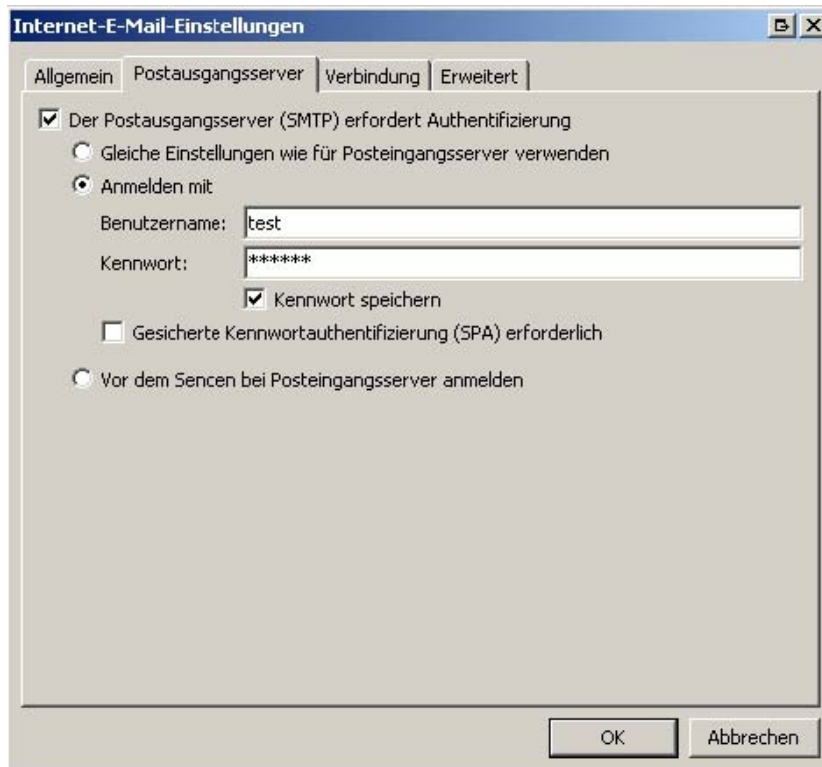 Internet-E-Mail-Einstellungen
Allgemein Postausgangsserver Verbindung Erweitert
Der Postausgangsserver (SMTP) erfordert Authentifizierung
Gleiche Einstellungen wie für Posteingangsserver verwenden
Anmelden mit
Benutzername: test
Kennwort: ******
Kennwort speichern
Gesicherte Kennwortauthentifizierung (SPA) erforderlich
Vor dem Sencen bei Posteingangsserver anmelden
OK Abbrechen